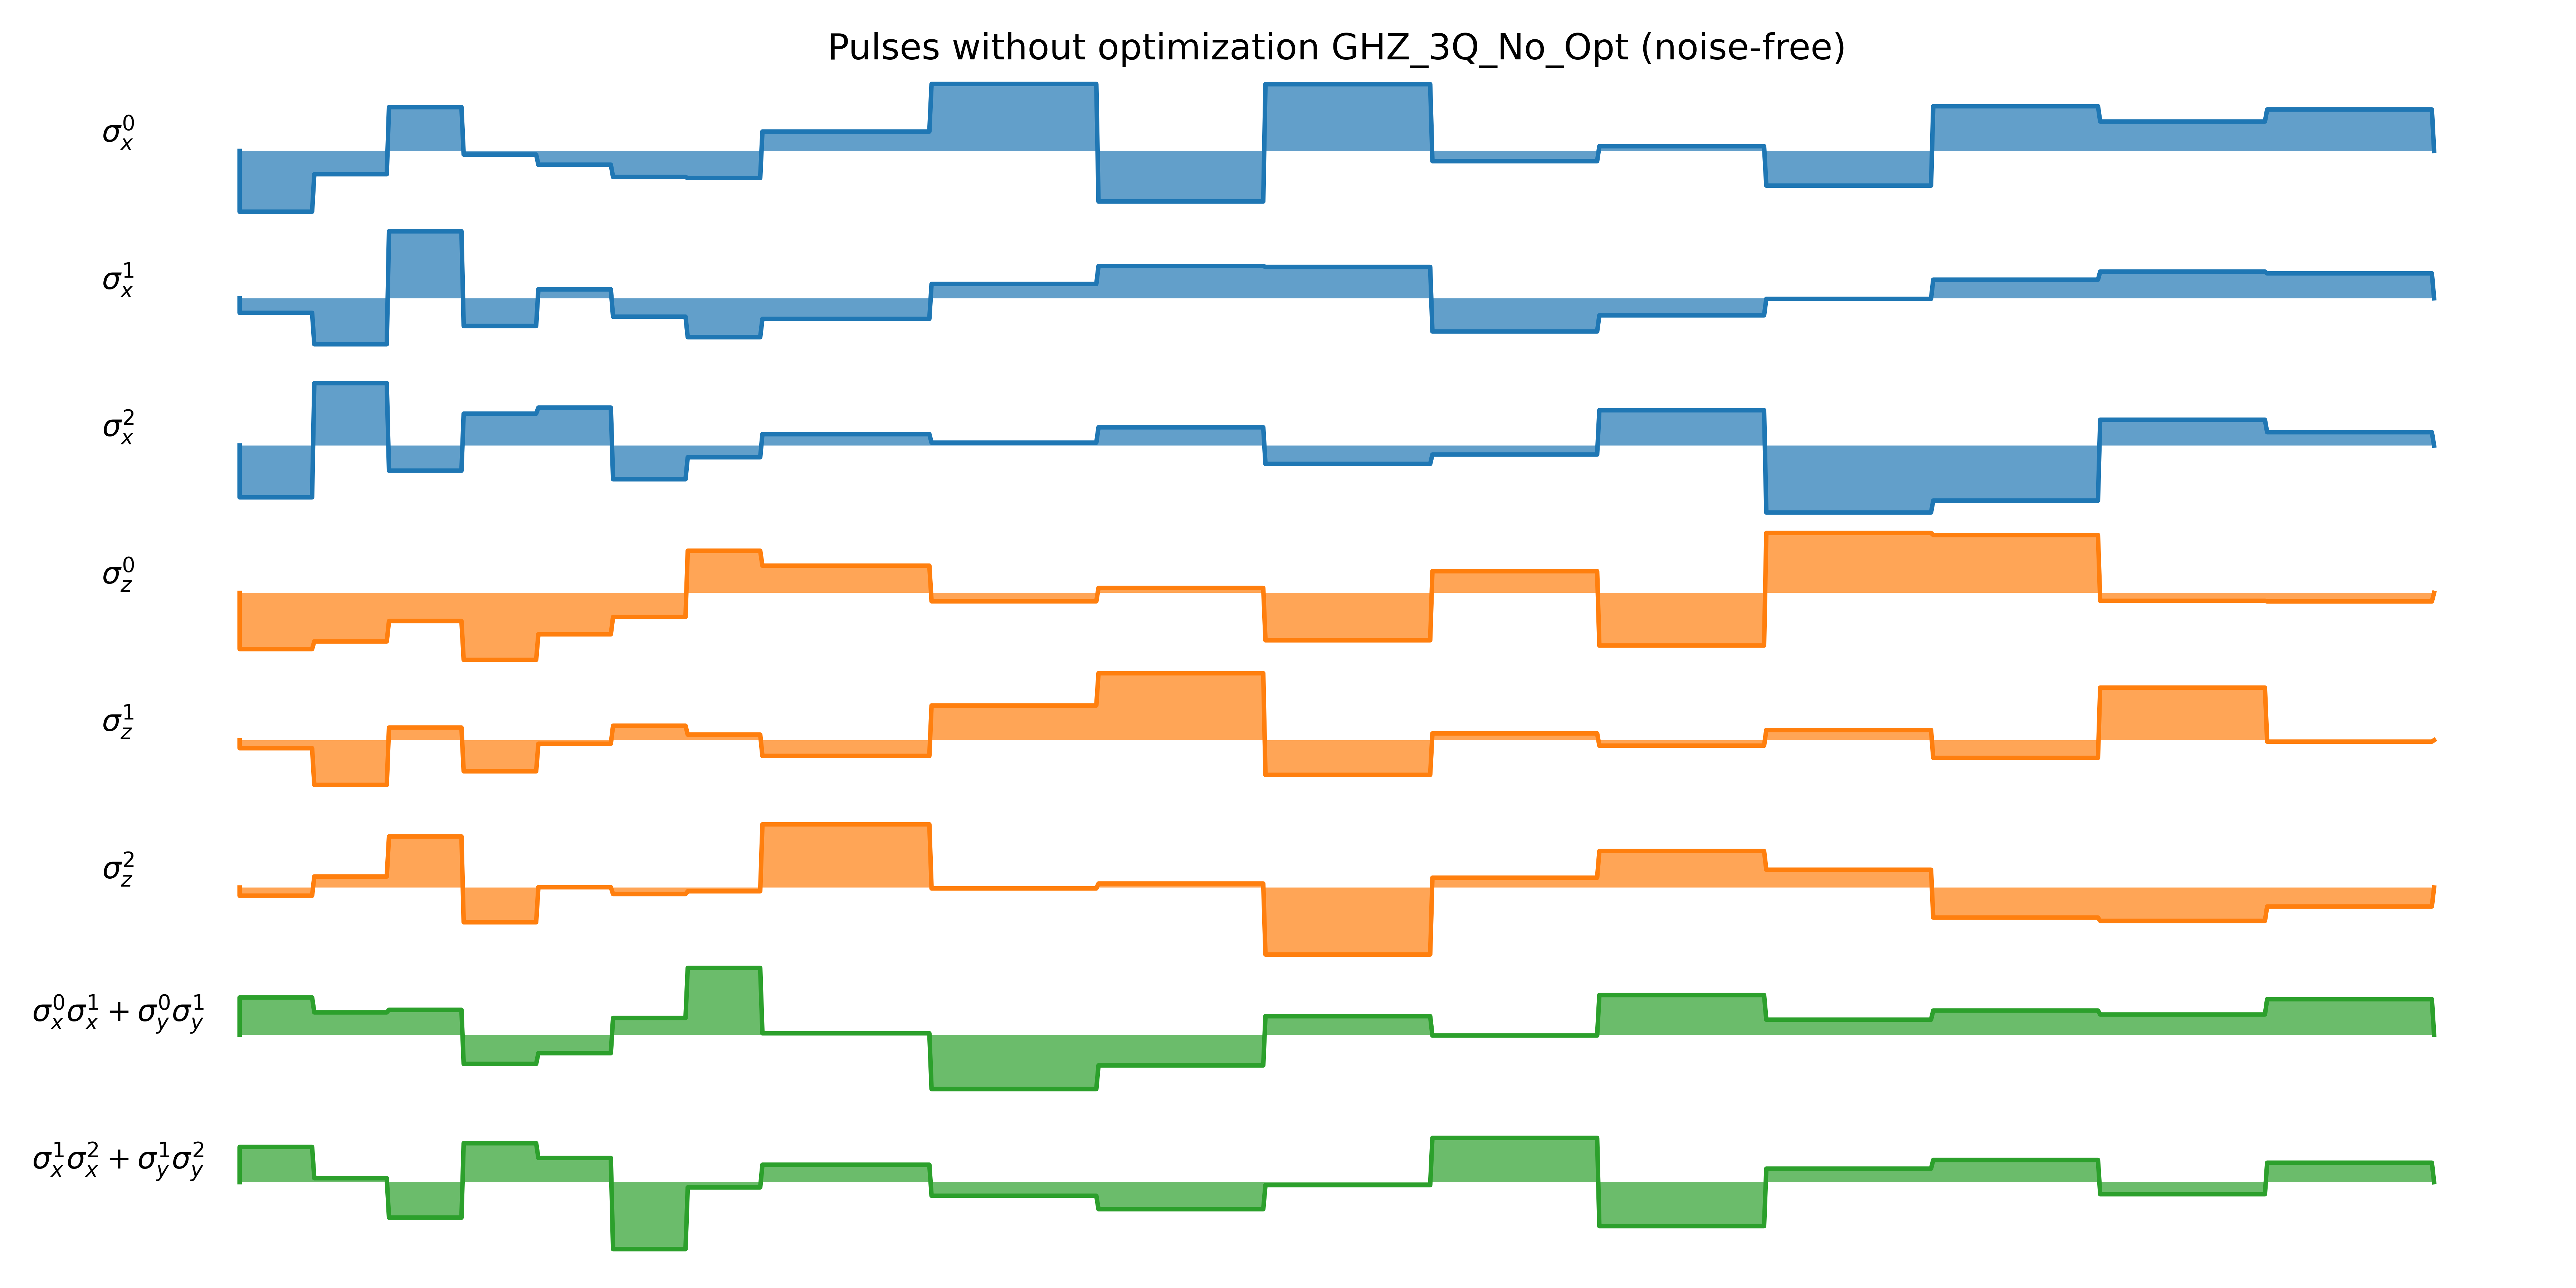 Pulses without optimization GHZ_3Q_No_Opt (noise-free)
σ_x^0
σ_x^1
σ_x^2
σ_z^0
σ_z^1
σ_z^2
σ_x^0σ_x^1 + σ_y^0σ_y^1
σ_x^1σ_x^2 + σ_y^1σ_y^2